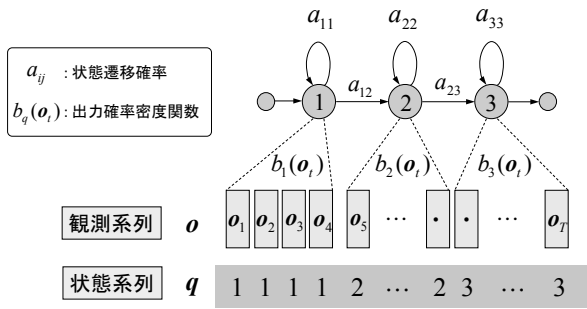 a11 a22 a33
aij :状態遷移確率
bq(ot) :出力確率密度関数
1 a12 2 a23 3
b1(ot) b2(ot) b3(ot)
観測系列 o o1 o2 o3 o4 o5 … · · … oT
状態系列 q 1 1 1 1 2 … 2 3 … 3